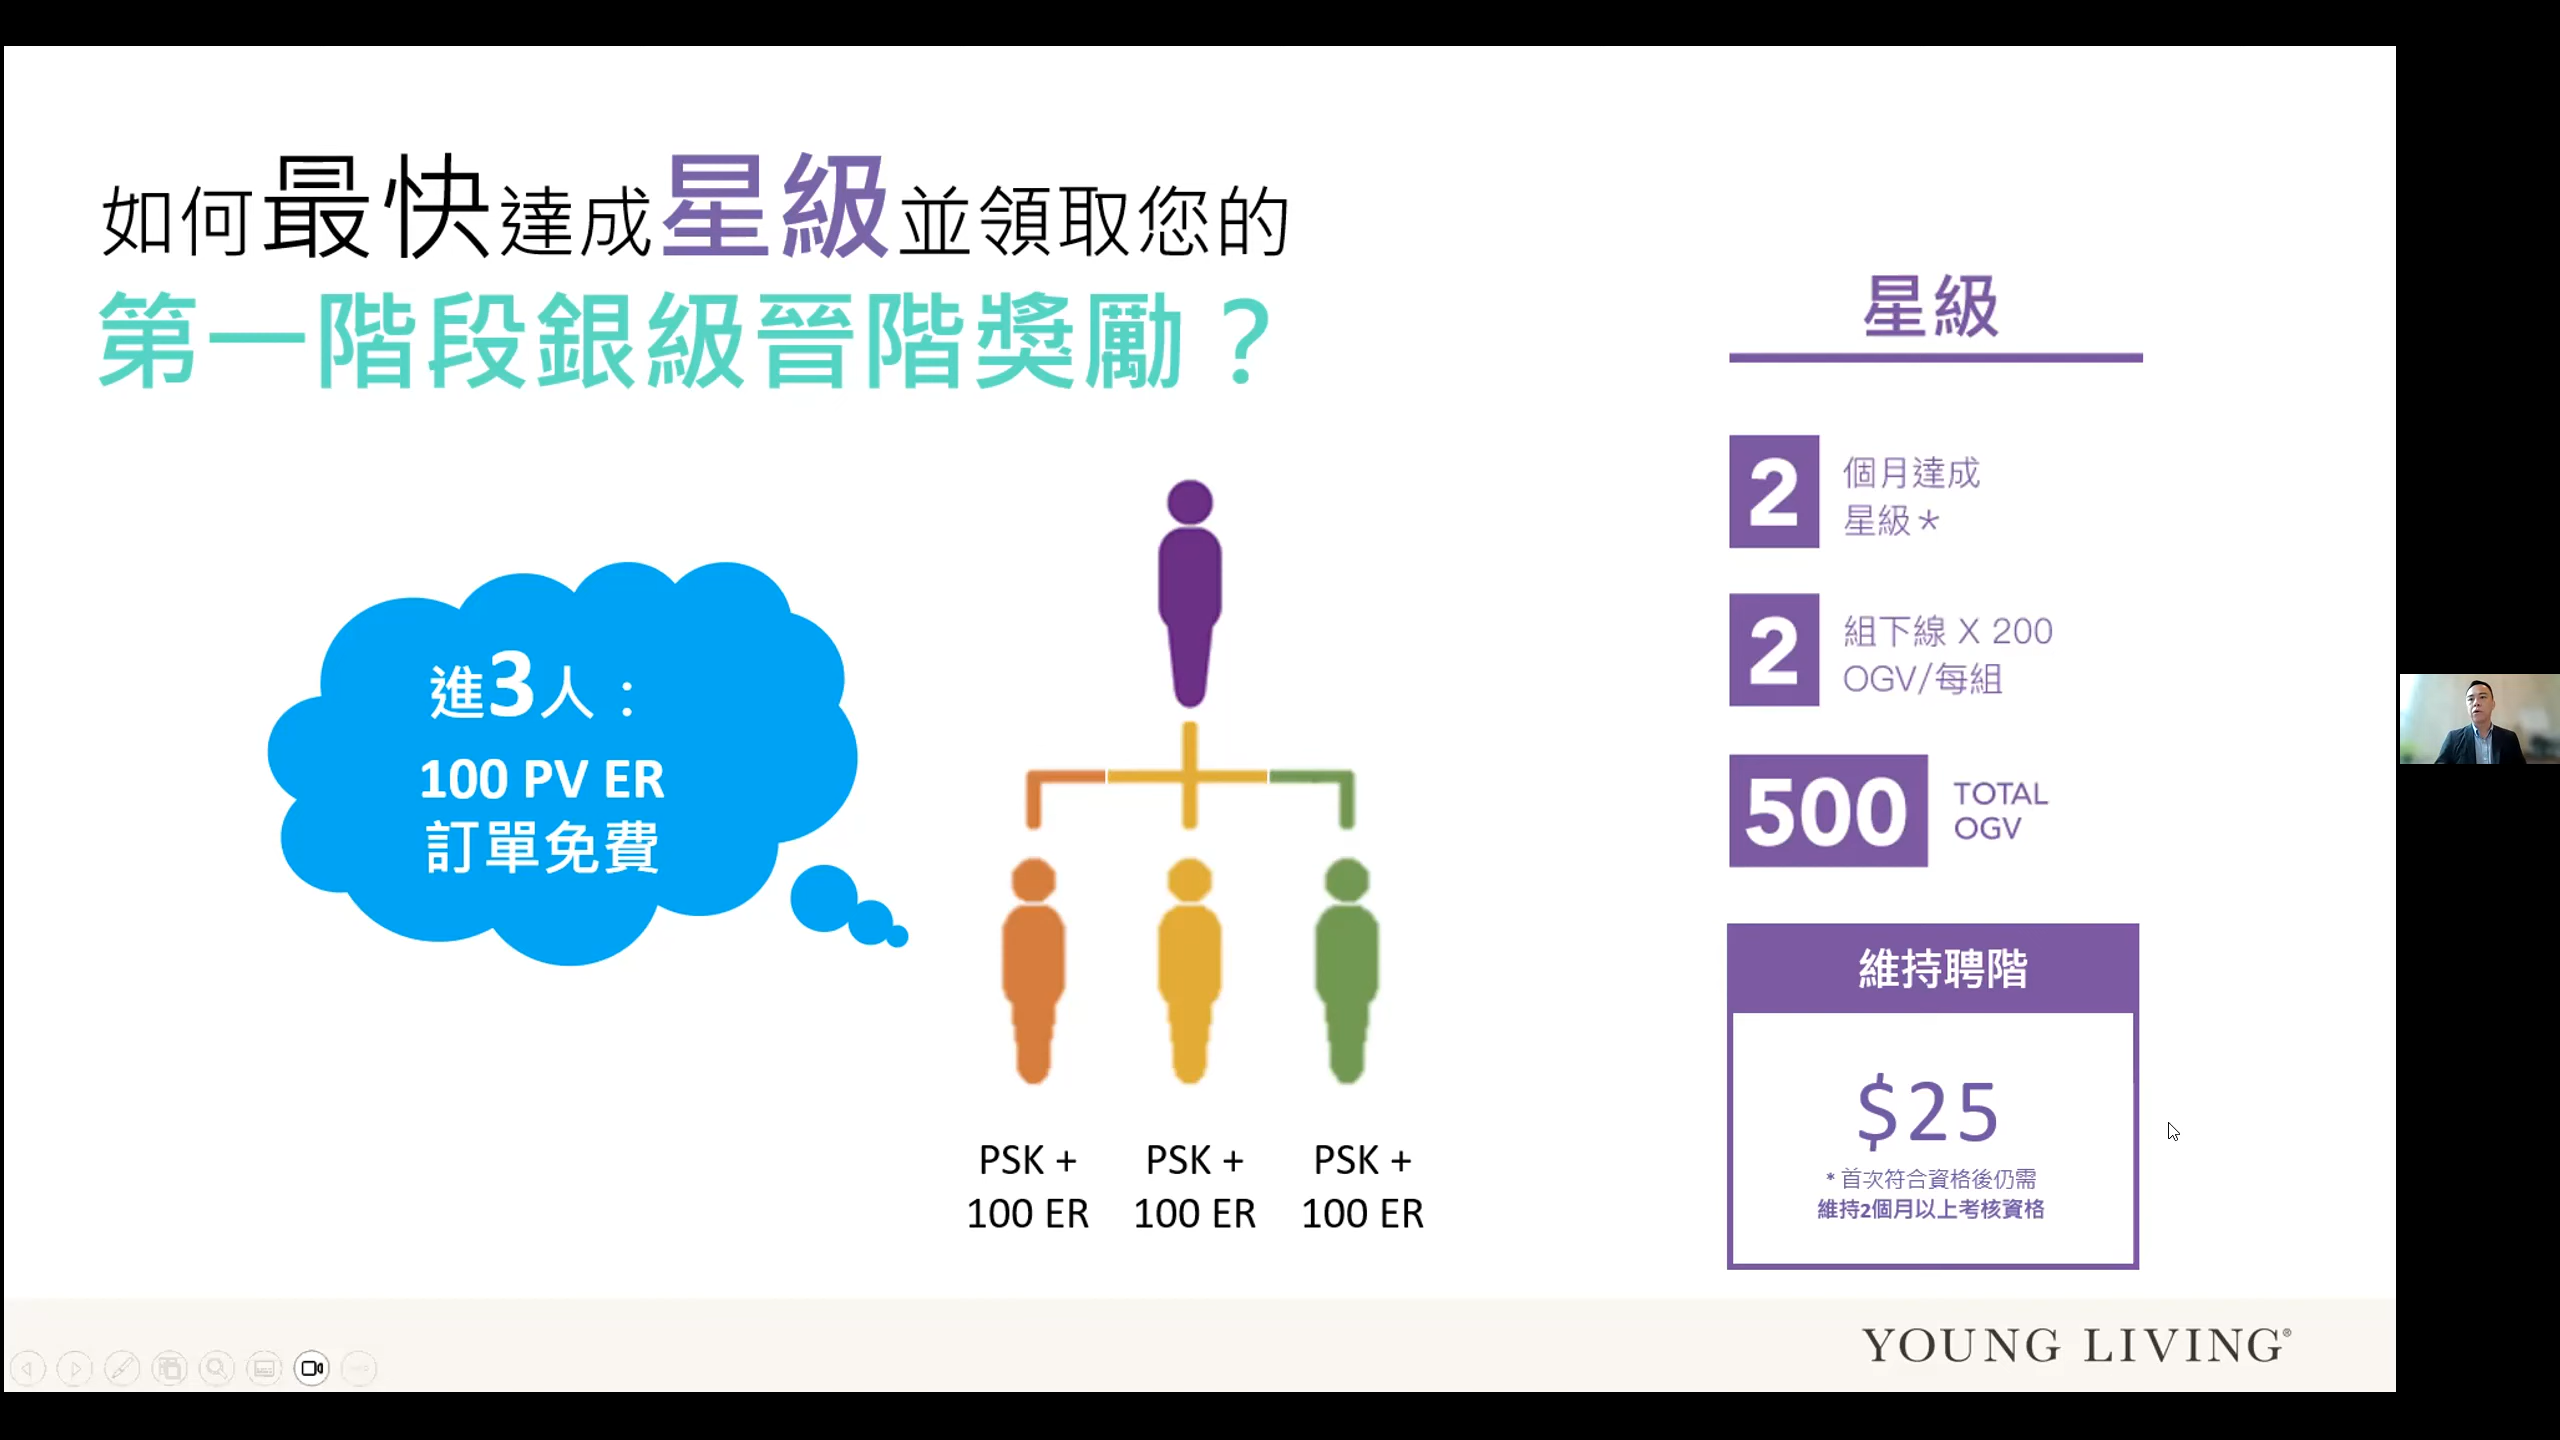 如何最快達成星級並領取您的
第一階段銀級晉階獎勵？
進3人：
100 PV ER
訂單免費
PSK +
100 ER
PSK +
100 ER
PSK +
100 ER
星級
2
個月達成
星級＊
2
組下線 X 200
OGV/每組
500
TOTAL
OGV
維持聘階
$25
* 首次符合資格後仍需
維持2個月以上考核資格
YOUNG LIVING®